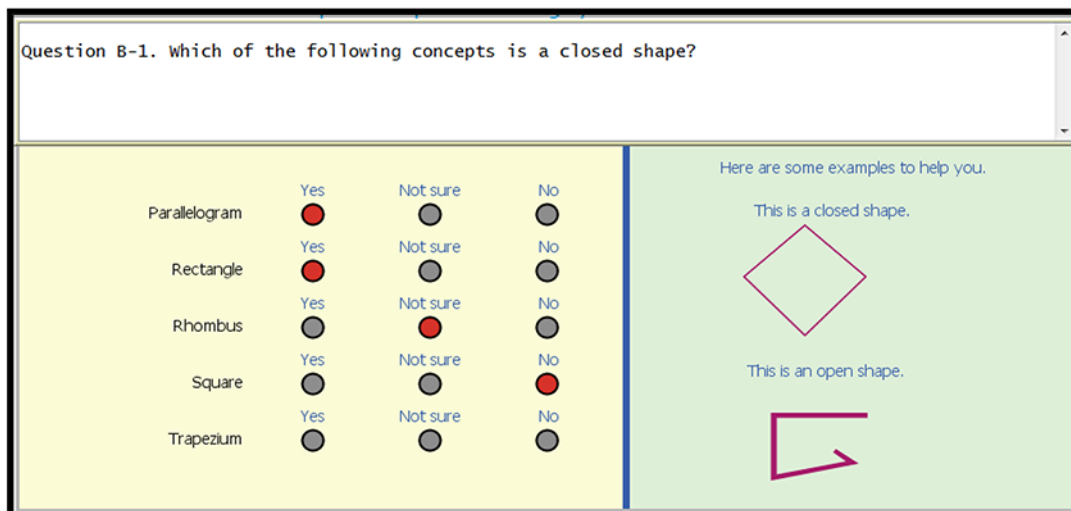 Question B-1. Which of the following concepts is a closed shape?
Yes Not sure No
Parallelogram
Yes Not sure No
Rectangle
Yes Not sure No
Rhombus
Yes Not sure No
Square
Yes Not sure No
Trapezium
Here are some examples to help you.
This is a closed shape.
This is an open shape.